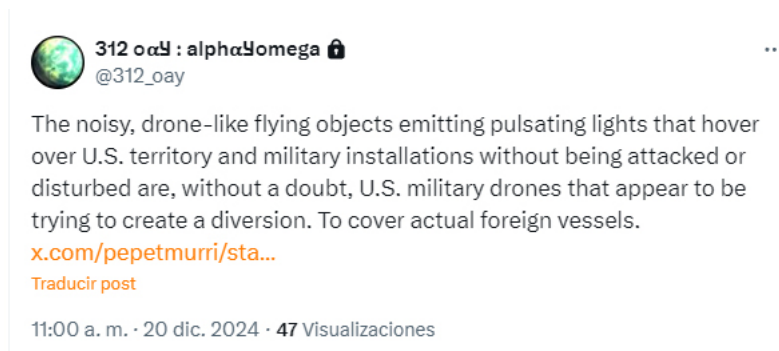 312 oαY : alphαYomega
@312_oay
The noisy, drone-like flying objects emitting pulsating lights that hover
over U.S. territory and military installations without being attacked or
disturbed are, without a doubt, U.S. military drones that appear to be
trying to create a diversion. To cover actual foreign vessels.
x.com/pepetmurri/sta...
Traducir post
11:00 a. m. · 20 dic. 2024 · 47 Visualizaciones